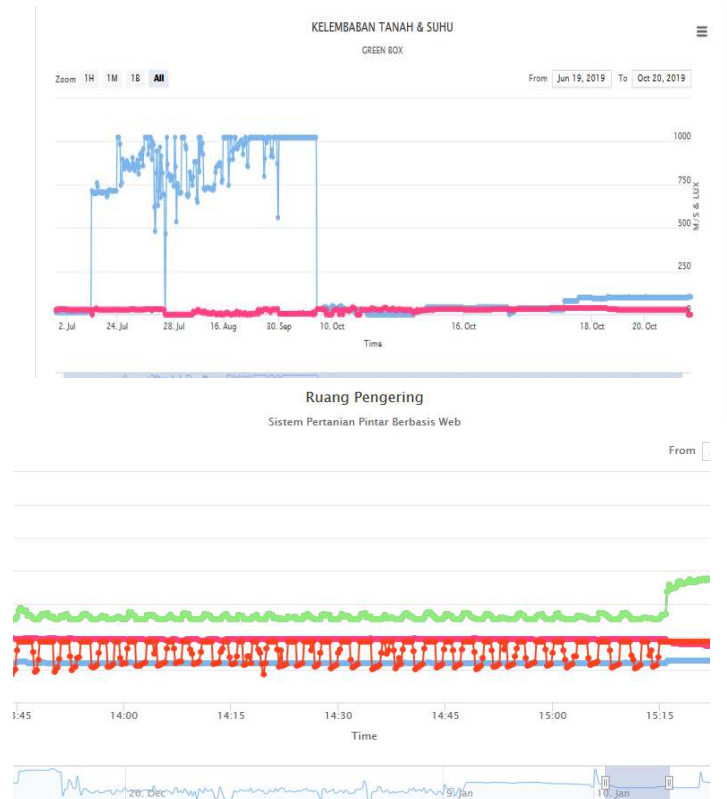 KELEMBABAN TANAH & SUHU
GREEN BOX
Zoom 1H 1M 1B All
From Jun 19, 2019 To Oct 20, 2019
1000
750
500
250
M/S & LUX
2. Jul 24. Jul 28. Jul 16. Aug 30. Sep 10. Oct 16. Oct 18. Oct 20. Oct
Time
Ruang Pengering
Sistem Pertanian Pintar Berbasis Web
From
:45 14:00 14:15 14:30 14:45 15:00 15:15
Time
20. Dec 9. Jan 10. Jan